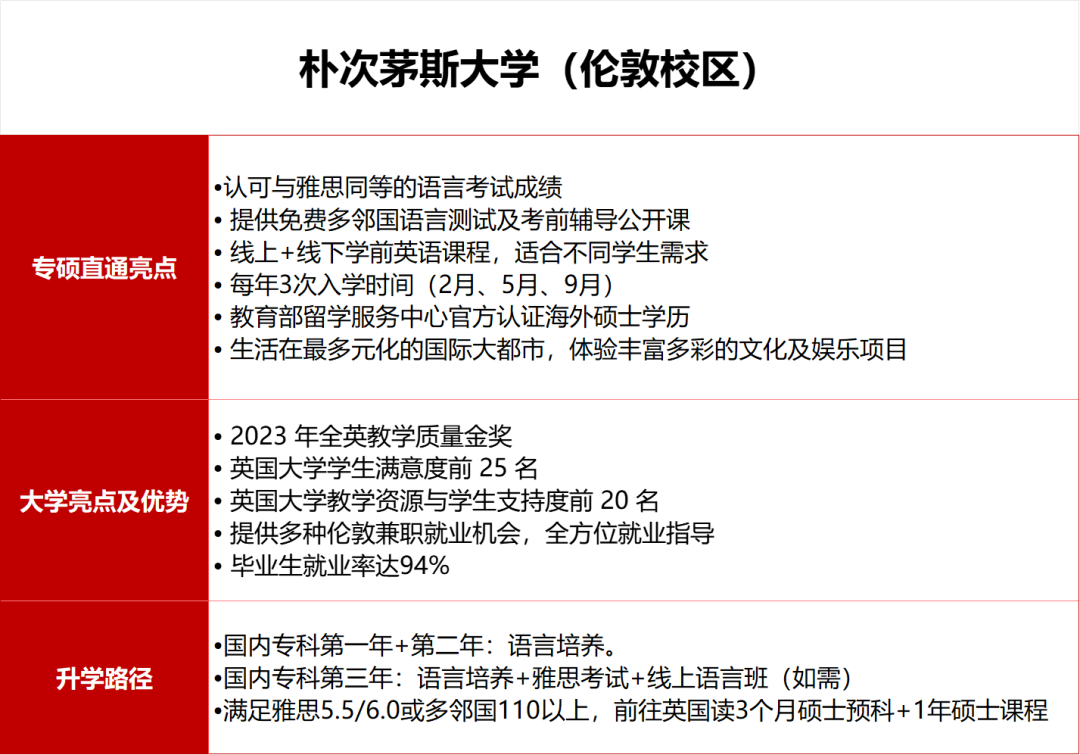 朴次茅斯大学（伦敦校区）
专硕直通亮点
•认可与雅思同等的语言考试成绩
• 提供免费多邻国语言测试及考前辅导公开课
• 线上+线下学前英语课程，适合不同学生需求
• 每年3次入学时间（2月、5月、9月）
• 教育部留学服务中心官方认证海外硕士学历
• 生活在最多元化的国际大都市，体验丰富多彩的文化及娱乐项目
大学亮点及优势
• 2023 年全英教学质量金奖
• 英国大学学生满意度前 25 名
• 英国大学教学资源与学生支持度前 20 名
• 提供多种伦敦兼职就业机会，全方位就业指导
• 毕业生就业率达94%
升学路径
•国内专科第一年+第二年：语言培养。
•国内专科第三年：语言培养+雅思考试+线上语言班（如需）
•满足雅思5.5/6.0或多邻国110以上，前往英国读3个月硕士预科+1年硕士课程